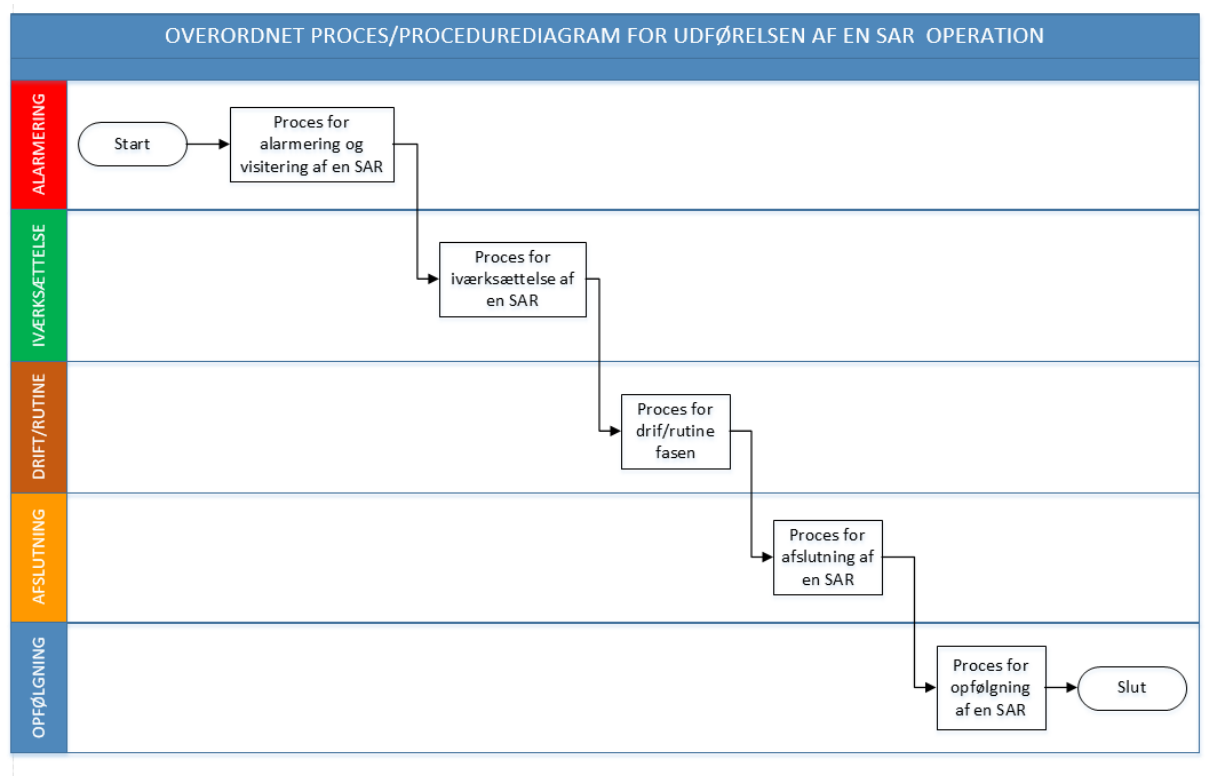 OVERORDNET PROCES/PROCEDUREDIAGRAM FOR UDFØRELSEN AF EN SAR OPERATION
ALARMERING
Start
Proces for
alarmering og
visitering af en SAR
IVÆRKSÆTTELSE
Proces for
iværksættelse af
en SAR
DRIFT/RUTINE
Proces for
drif/rutine
fasen
AFSLUTNING
Proces for
afslutning af
en SAR
OPFØLGNING
Proces for
opfølgning
af en SAR
Slut